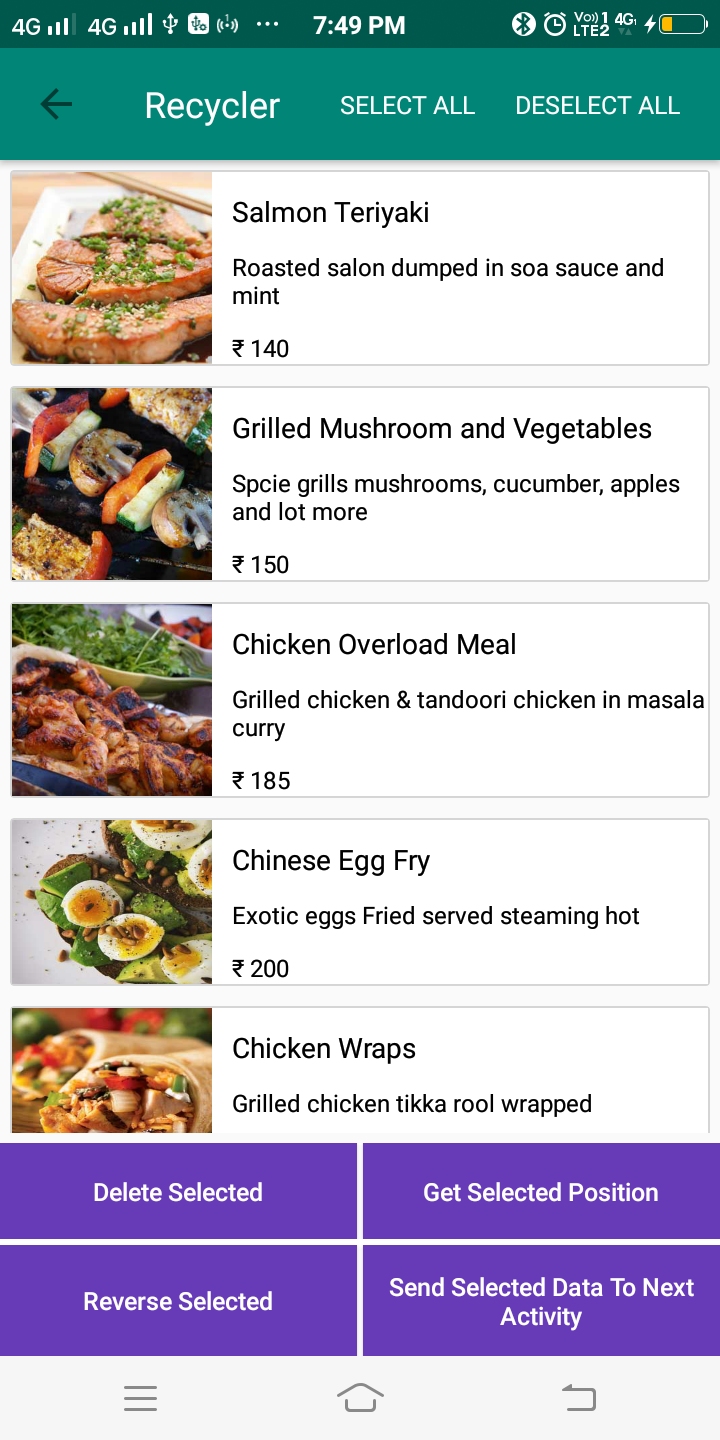 4G 4G 7:49 PM Vo)) 1 LTE2 4G
Recycler SELECT ALL DESELECT ALL
Salmon Teriyaki
Roasted salon dumped in soa sauce and
mint
₹ 140
Grilled Mushroom and Vegetables
Spcie grills mushrooms, cucumber, apples
and lot more
₹ 150
Chicken Overload Meal
Grilled chicken & tandoori chicken in masala
curry
₹ 185
Chinese Egg Fry
Exotic eggs Fried served steaming hot
₹ 200
Chicken Wraps
Grilled chicken tikka rool wrapped
Delete Selected
Get Selected Position
Reverse Selected
Send Selected Data To Next
Activity